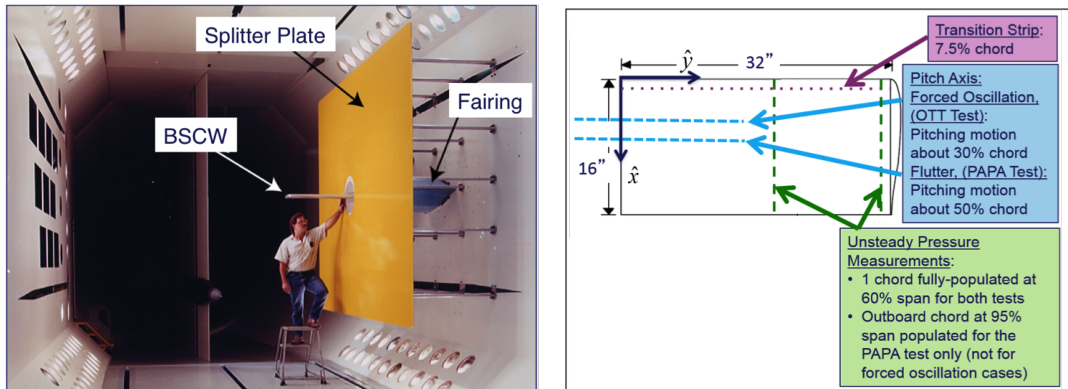 Splitter Plate
Fairing
BSCW
32”
ŷ
x̂
16”
Transition Strip:
7.5% chord
Pitch Axis:
Forced Oscillation,
(OTT Test):
Pitching motion
about 30% chord
Flutter, (PAPA Test):
Pitching motion
about 50% chord
Unsteady Pressure
Measurements:
• 1 chord fully-populated at
60% span for both tests
• Outboard chord at 95%
span populated for the
PAPA test only (not for
forced oscillation cases)